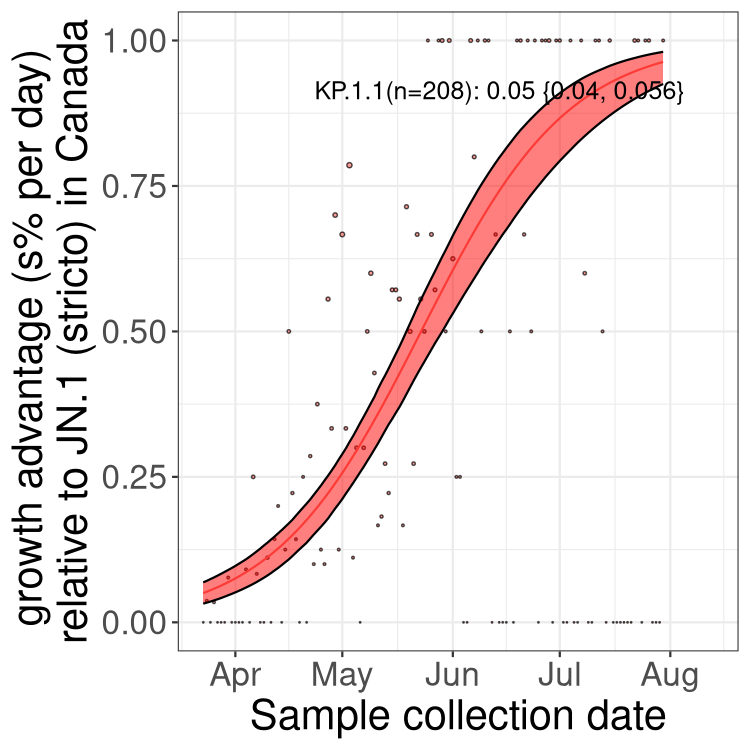 growth advantage (s% per day)
relative to JN.1 (stricto) in Canada
1.00
0.75
0.50
0.25
0.00
KP.1.1(n=208): 0.05 {0.04, 0.056}
Apr May Jun Jul Aug
Sample collection date